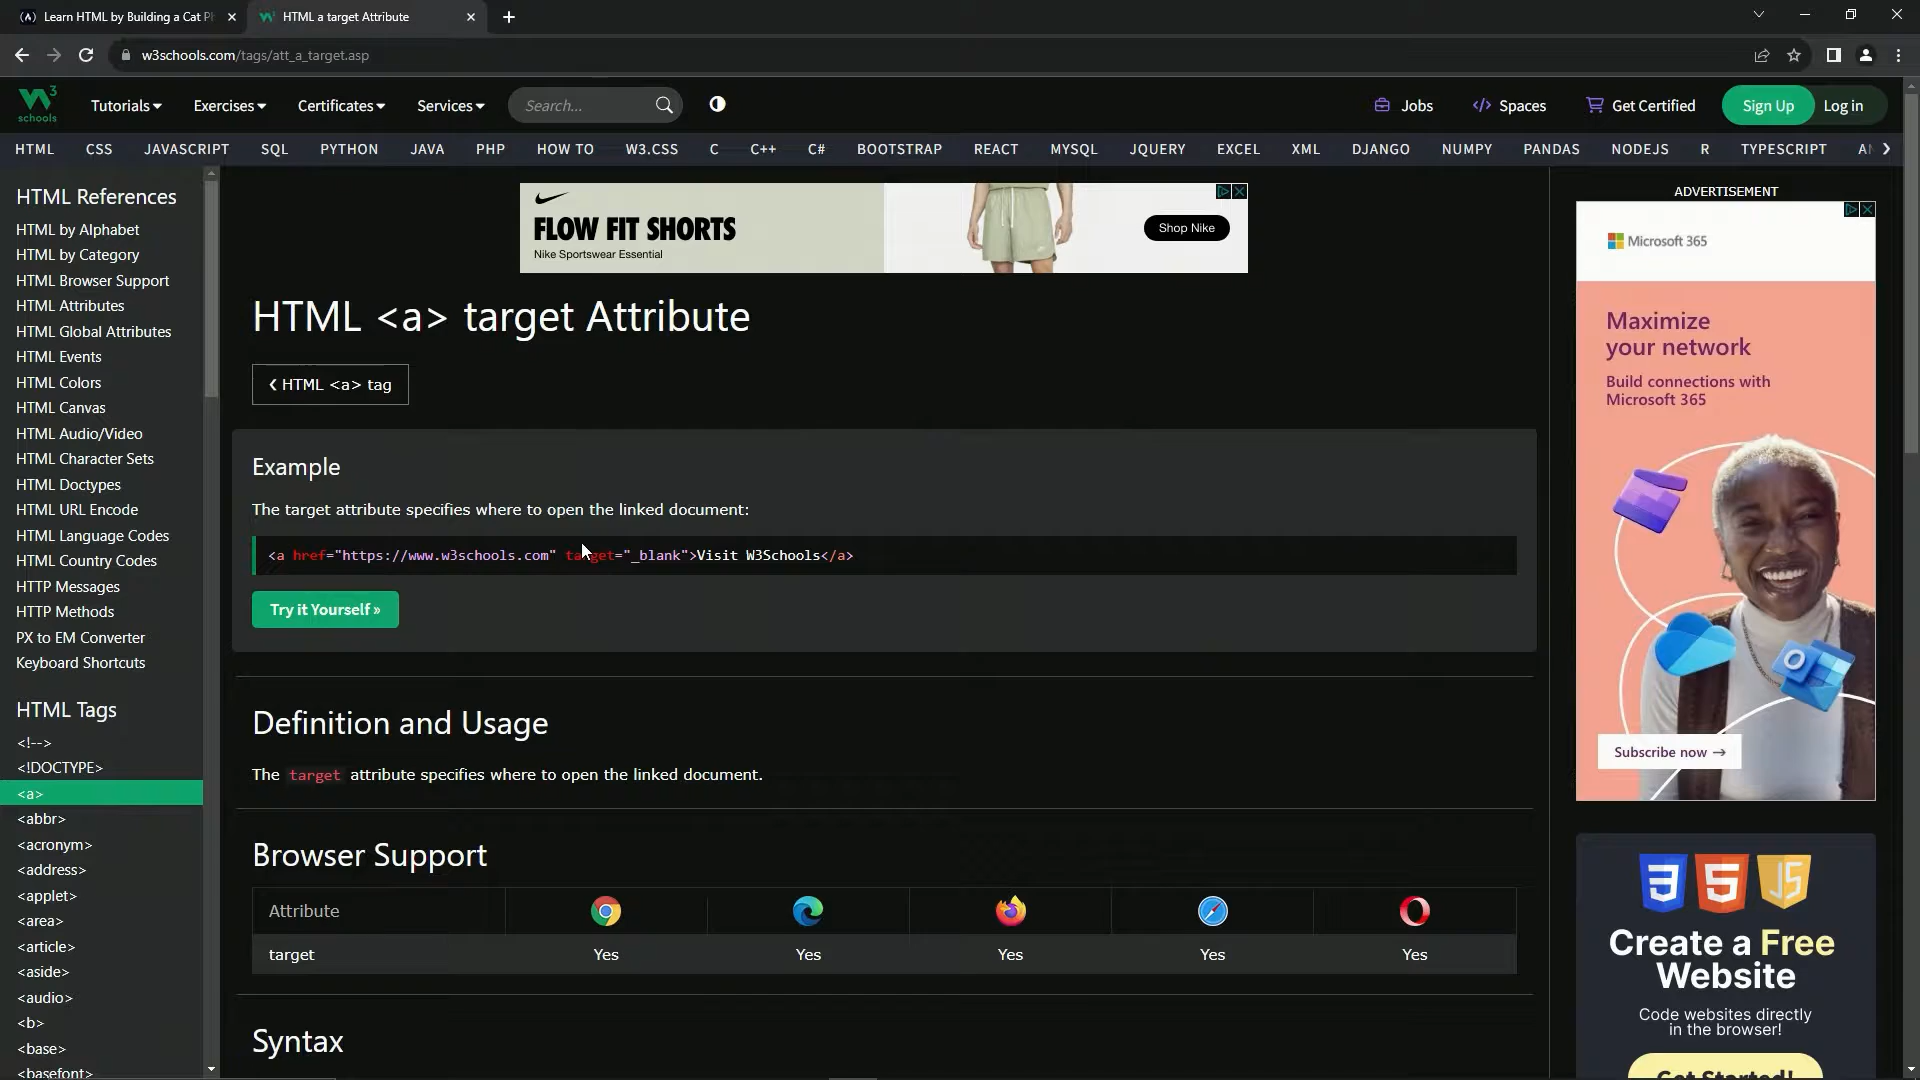 Learn HTML by Building a Cat Ph
HTML a target Attribute
w3schools.com/tags/att_a_target.asp
3
schools
Tutorials
Exercises
Certificates
Services
Search...
Jobs
Spaces
Get Certified
Sign Up
Log in
HTML CSS JAVASCRIPT SQL PYTHON JAVA PHP HOW TO W3.CSS C C++ C# BOOTSTRAP REACT MYSQL JQUERY EXCEL XML DJANGO NUMPY PANDAS NODEJS R TYPESCRIPT
HTML References
HTML by Alphabet
HTML by Category
HTML Browser Support
HTML Attributes
HTML Global Attributes
HTML Events
HTML Colors
HTML Canvas
HTML Audio/Video
HTML Character Sets
HTML Doctypes
HTML URL Encode
HTML Language Codes
HTML Country Codes
HTTP Messages
HTTP Methods
PX to EM Converter
Keyboard Shortcuts
HTML Tags
<!-->
<!DOCTYPE>
<a>
<abbr>
<acronym>
<address>
<applet>
<area>
<article>
<aside>
<audio>
<b>
<base>
<basefont>
FLOW FIT SHORTS
Nike Sportswear Essential
Shop Nike
HTML <a> target Attribute
❮ HTML <a> tag
Example
The target attribute specifies where to open the linked document:
<a href="https://www.w3schools.com" target="_blank">Visit W3Schools</a>
Try it Yourself »
Definition and Usage
The target attribute specifies where to open the linked document.
Browser Support
Attribute
target Yes Yes Yes Yes Yes
Syntax
ADVERTISEMENT
Microsoft 365
Maximize
your network
Build connections with
Microsoft 365
Subscribe now →
Create a Free
Website
Code websites directly
in the browser!
Get Started!